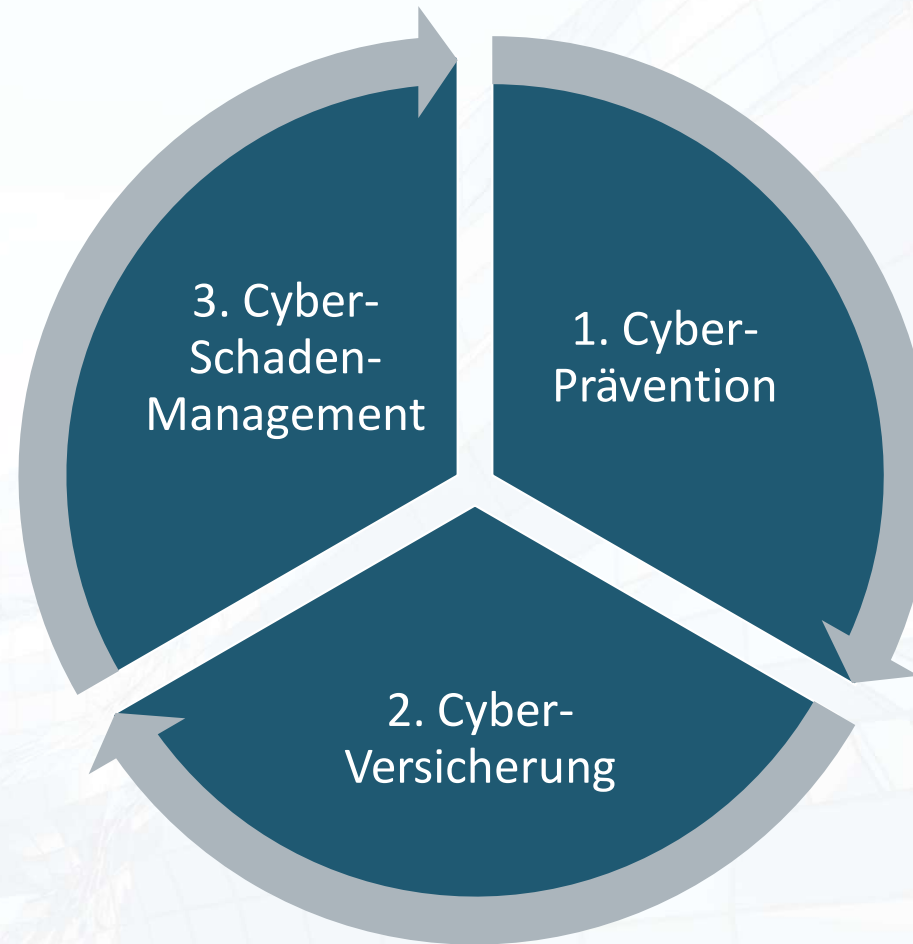 1. Cyber-
Prävention
2. Cyber-
Versicherung
3. Cyber-
Schaden-
Management